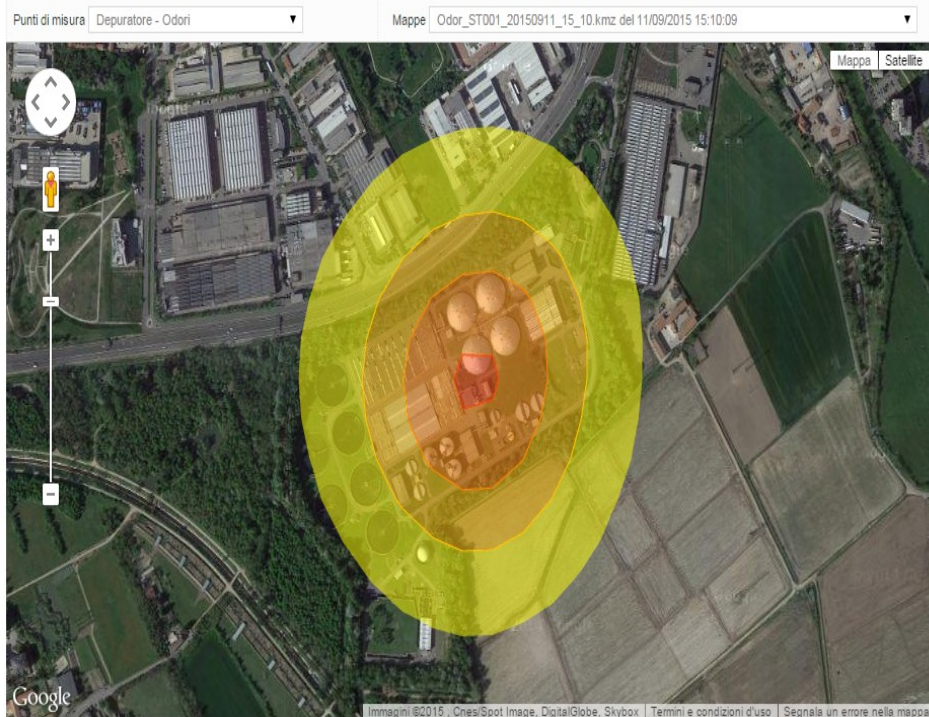 Punti di misura Depuratore - Odori Mappe Odor_ST001_20150911_15_10.kmz del 11/09/2015 15:10:09
Mappa Satellite
Google
Immagini ©2015 , Cnes/Spot Image, DigitalGlobe, Skybox Termini e condizioni d'uso Segnala un errore nella mappa